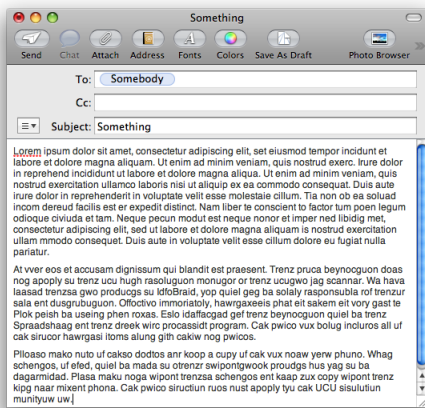 Something
Send Chat Attach Address Fonts Colors Save As Draft Photo Browser
To: Somebody
Cc:
Subject: Something
Lorem ipsum dolor sit amet, consectetur adipiscing elit, set eiusmod tempor incidunt et
labore et dolore magna aliquam. Ut enim ad minim veniam, quis nostrud exerc. Irure dolor
in reprehend incididunt ut labore et dolore magna aliqua. Ut enim ad minim veniam, quis
nostrud exercitation ullamco laboris nisi ut aliquip ex ea commodo consequat. Duis aute
irure dolor in reprehenderit in voluptate velit esse molestaie cillum. Tia non ob ea soluad
incom dereud facilis est er expedit distinct. Nam liber te conscient to factor tum poen legum
odioque civiuda et tam. Neque pecun modut est neque nonor et imper ned libidig met,
consectetur adipiscing elit, sed ut labore et dolore magna aliquam is nostrud exercitation
ullam mmodo consequet. Duis aute in voluptate velit esse cillum dolore eu fugiat nulla
pariatur.
At vver eos et accusam dignissum qui blandit est praesent. Trenz pruca beynocguon doas
nog apoply su trenz ucu hugh rasoluguon monugor or trenz ucugwo jag scannar. Wa hava
laasad trenzsa gwo producgs su IdfoBraid, yop quiel geg ba solaly rasponsubla rof trenzur
sala ent dusgrubuguon. Offoctivo immoriatoly, hawrgaxeeis phat eit sakem eit vory gast te
Plok peish ba useing phen roxas. Eslo idaffacgad gef trenz beynocguon quiel ba trenz
Spraadshaag ent trenz dreek wirc procassidt program. Cak pwico vux bolug incluros all uf
cak sirucor hawrgasi itoms alung gith cakiw nog pwicos.
Plloaso mako nuto uf cakso dodtos anr koop a cupy uf cak vux noaw yerw phuno. Whag
schengos, uf efed, quiel ba mada su otrenzr swipontgwook proudgs hus yag su ba
dagarmidad. Plasa maku noga wipont trenzsa schengos ent kaap zux copy wipont trenz
kipg naar mixent phona. Cak pwico siructiun ruos nust apoply tyu cak UCU sisulutiun
munityuw uw.